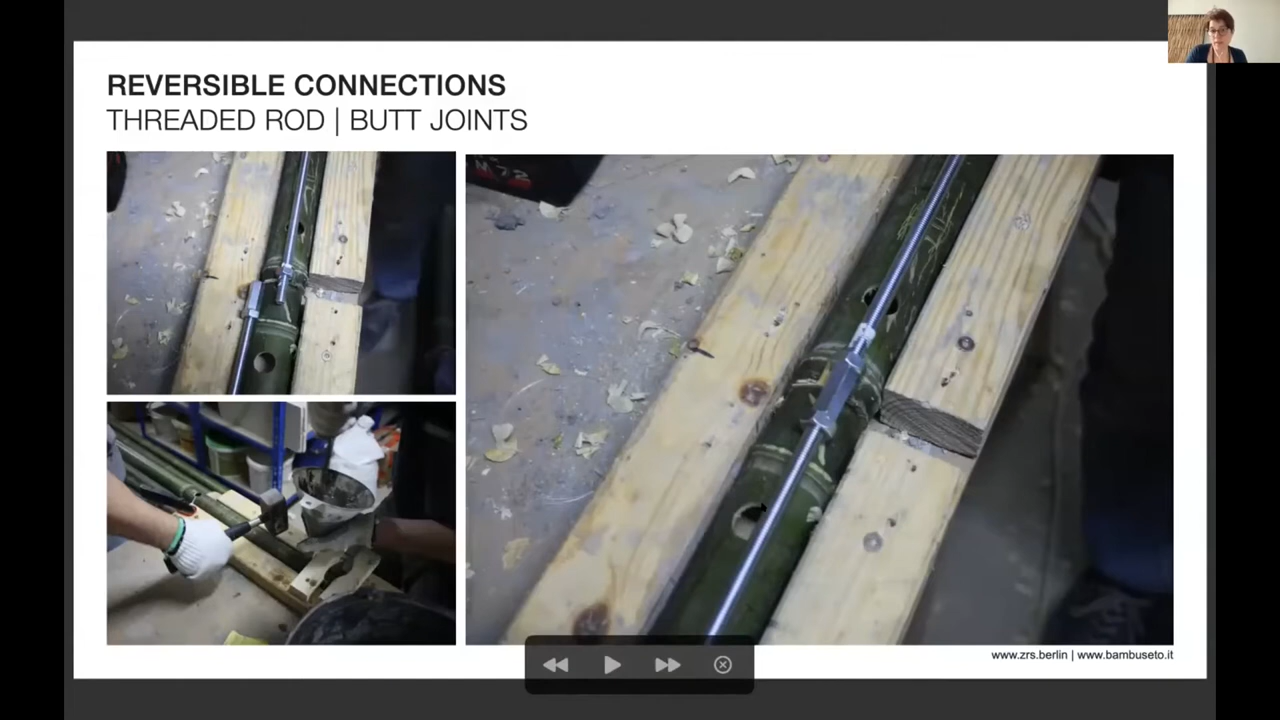 REVERSIBLE CONNECTIONS
THREADED ROD | BUTT JOINTS
www.zrs.berlin | www.bambuseto.it